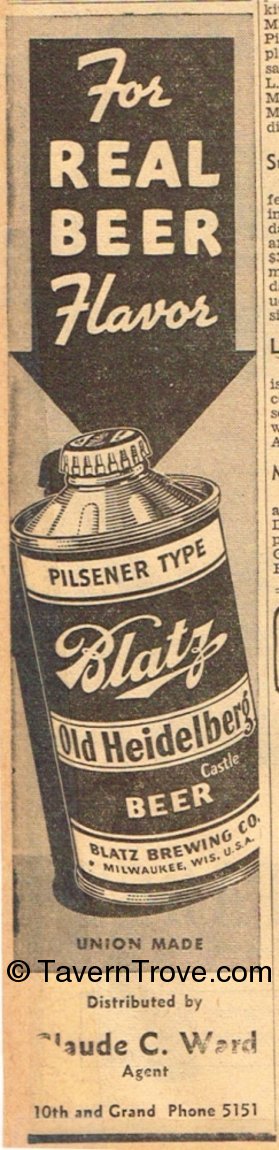 For
REAL
BEER
Flavor
PILSENER TYPE
Blatz
Old Heidelberg
Castle
BEER
BLATZ BREWING CO.
MILWAUKEE, WIS. U.S.A.
UNION MADE
© TavernTrove.com
Distributed by
Claude C. Ward
Agent
10th and Grand Phone 5151